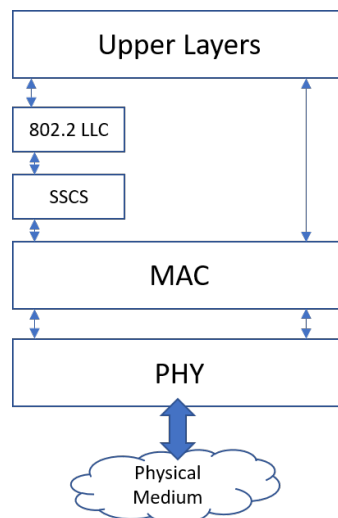 Upper Layers
802.2 LLC
SSCS
MAC
PHY
Physical
Medium